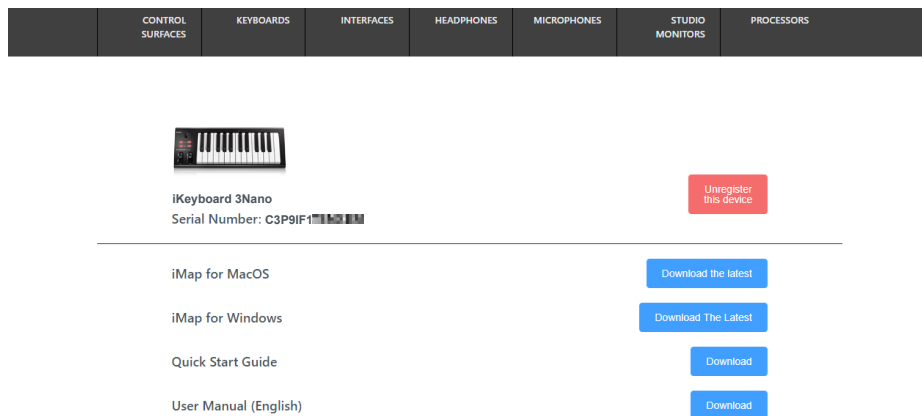 CONTROL SURFACES KEYBOARDS INTERFACES HEADPHONES MICROPHONES STUDIO MONITORS PROCESSORS
iKeyboard 3Nano
Unregister this device
Serial Number: C3P9IF1
iMap for MacOS Download the latest
iMap for Windows Download The Latest
Quick Start Guide Download
User Manual (English) Download